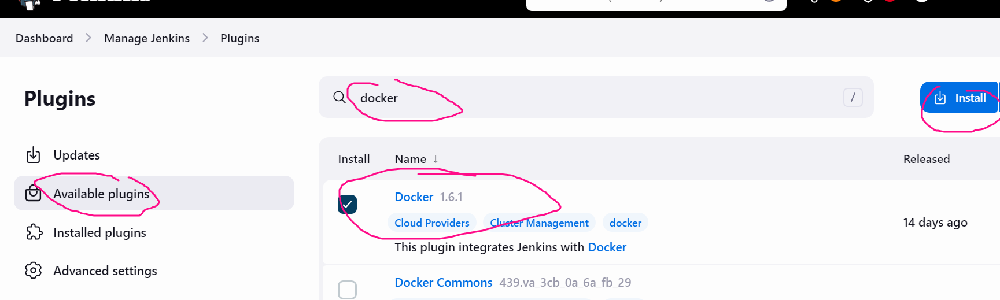 Dashboard > Manage Jenkins > Plugins
Plugins
Updates
Available plugins
Installed plugins
Advanced settings
docker /
Install
Install Name ↓ Released
Docker 1.6.1
Cloud Providers Cluster Management docker
14 days ago
This plugin integrates Jenkins with Docker
Docker Commons 439.va_3cb_0a_6a_fb_29